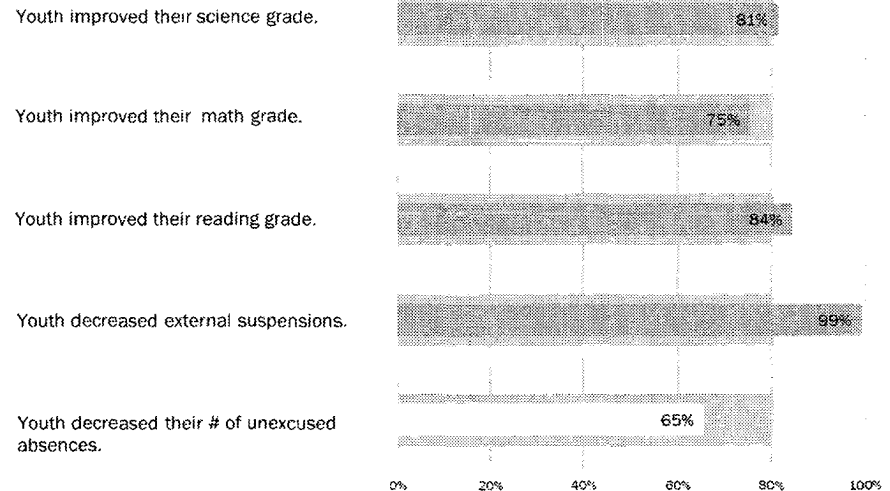 Youth improved their science grade.
81%
Youth improved their math grade.
75%
Youth improved their reading grade.
84%
Youth decreased external suspensions.
99%
Youth decreased their # of unexcused
absences.
65%
0% 20% 40% 60% 80% 100%